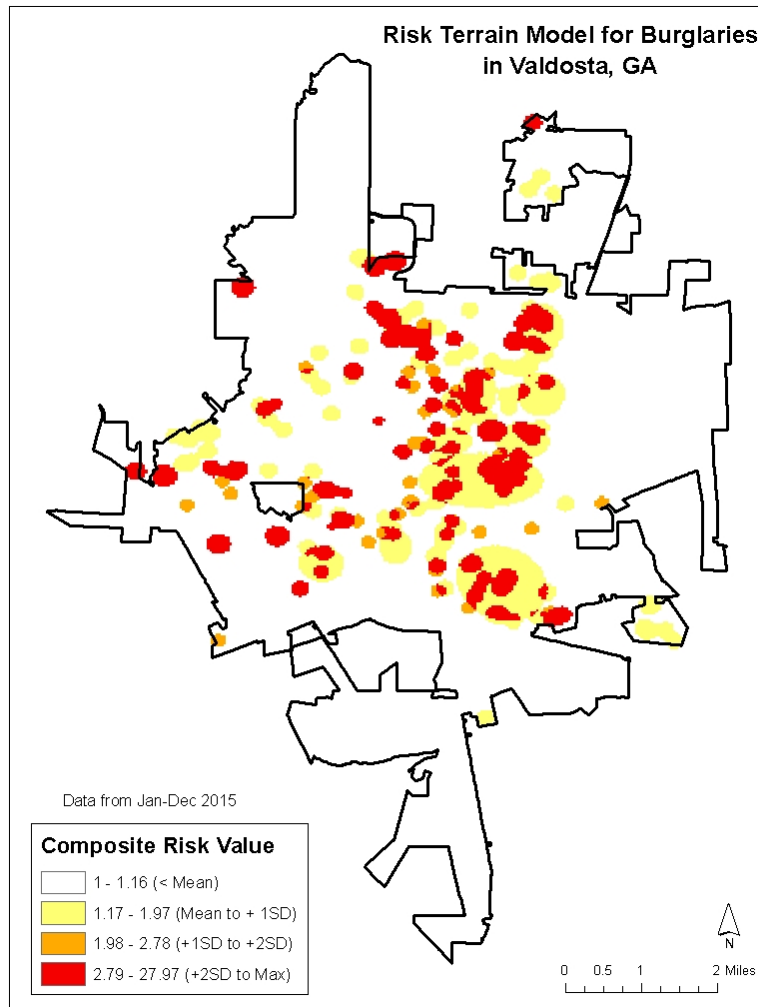 Risk Terrain Model for Burglaries
in Valdosta, GA
Data from Jan-Dec 2015
Composite Risk Value
1 - 1.16 (< Mean)
1.17 - 1.97 (Mean to + 1SD)
1.98 - 2.78 (+1SD to +2SD)
2.79 - 27.97 (+2SD to Max)
N
0 0.5 1 2 Miles